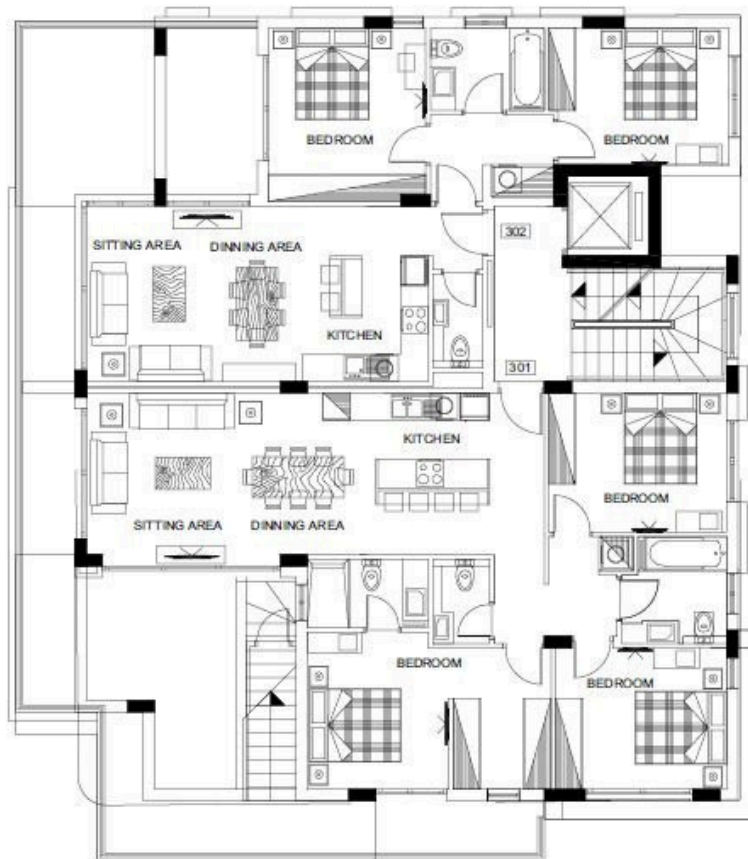 BEDROOM
BEDROOM
302
SITTING AREA
DINNING AREA
KITCHEN
301
KITCHEN
BEDROOM
SITTING AREA
DINNING AREA
BEDROOM
BEDROOM